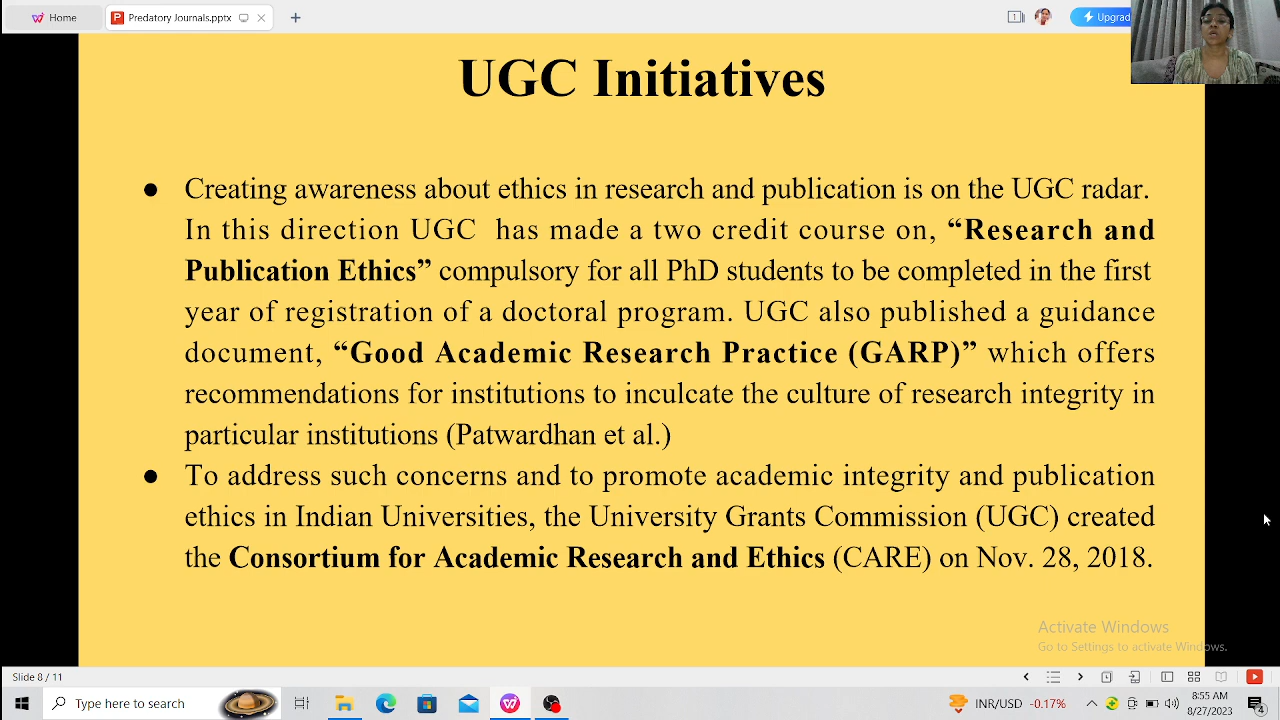 Home
Predatory Journals.pptx
1
Upgrad
UGC Initiatives
● Creating awareness about ethics in research and publication is on the UGC radar.
In this direction UGC has made a two credit course on, “Research and
Publication Ethics” compulsory for all PhD students to be completed in the first
year of registration of a doctoral program. UGC also published a guidance
document, “Good Academic Research Practice (GARP)” which offers
recommendations for institutions to inculcate the culture of research integrity in
particular institutions (Patwardhan et al.)
● To address such concerns and to promote academic integrity and publication
ethics in Indian Universities, the University Grants Commission (UGC) created
the Consortium for Academic Research and Ethics (CARE) on Nov. 28, 2018.
Activate Windows
Go to Settings to activate Windows.
Slide 8 / 11
Type here to search
INR/USD -0.17%
8:55 AM
8/27/2023
4